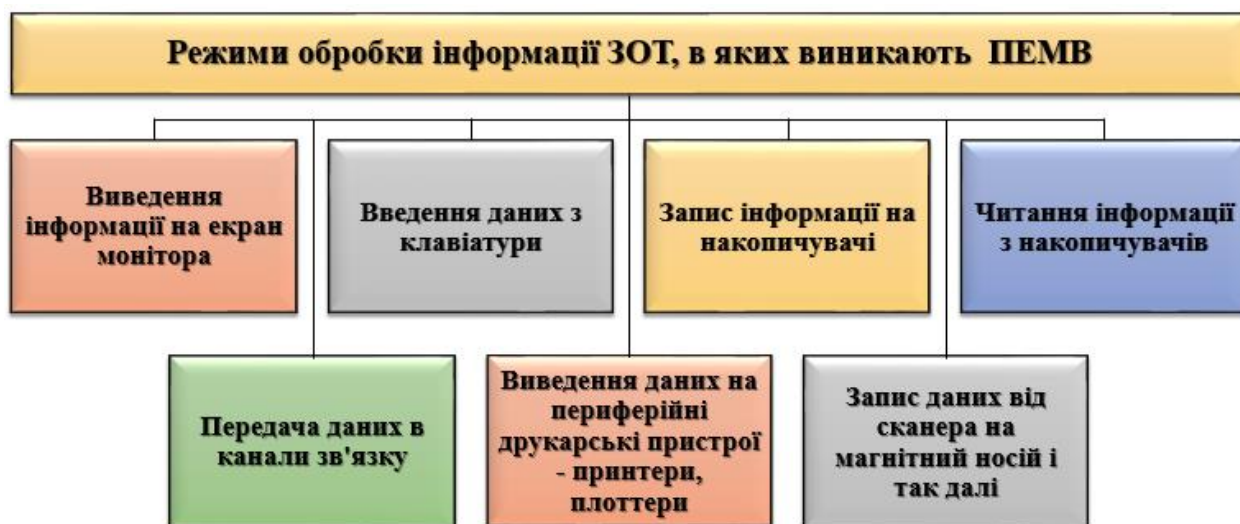 Режими обробки інформації ЗОТ, в яких виникають ПЕМВ
Виведення
інформації на екран
монітора
Введення даних з
клавіатури
Запис інформації на
накопичувачі
Читання інформації
з накопичувачів
Передача даних в
канали зв'язку
Виведення даних на
периферійні
друкарські пристрої
- принтери,
плоттери
Запис даних від
сканера на
магнітний носій і
так далі